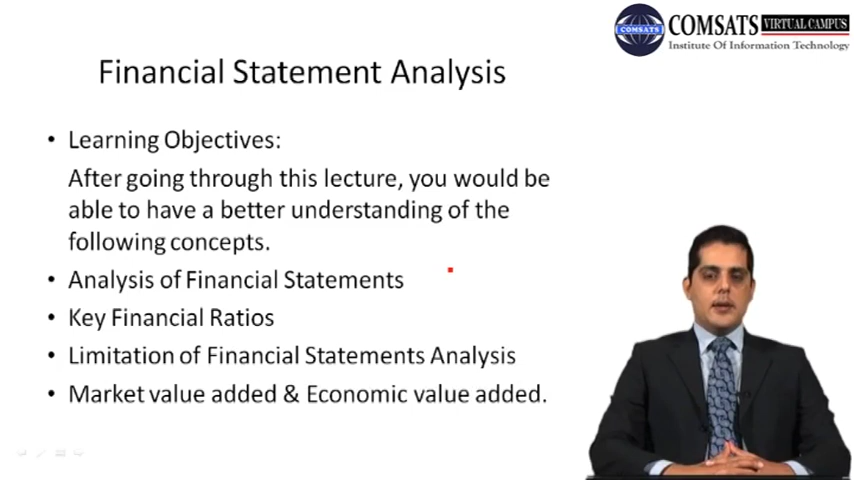 COMSATS VIRTUAL CAMPUS
COMSATS Institute Of Information Technology
Financial Statement Analysis
• Learning Objectives:
After going through this lecture, you would be
able to have a better understanding of the
following concepts.
• Analysis of Financial Statements
• Key Financial Ratios
• Limitation of Financial Statements Analysis
• Market value added & Economic value added.